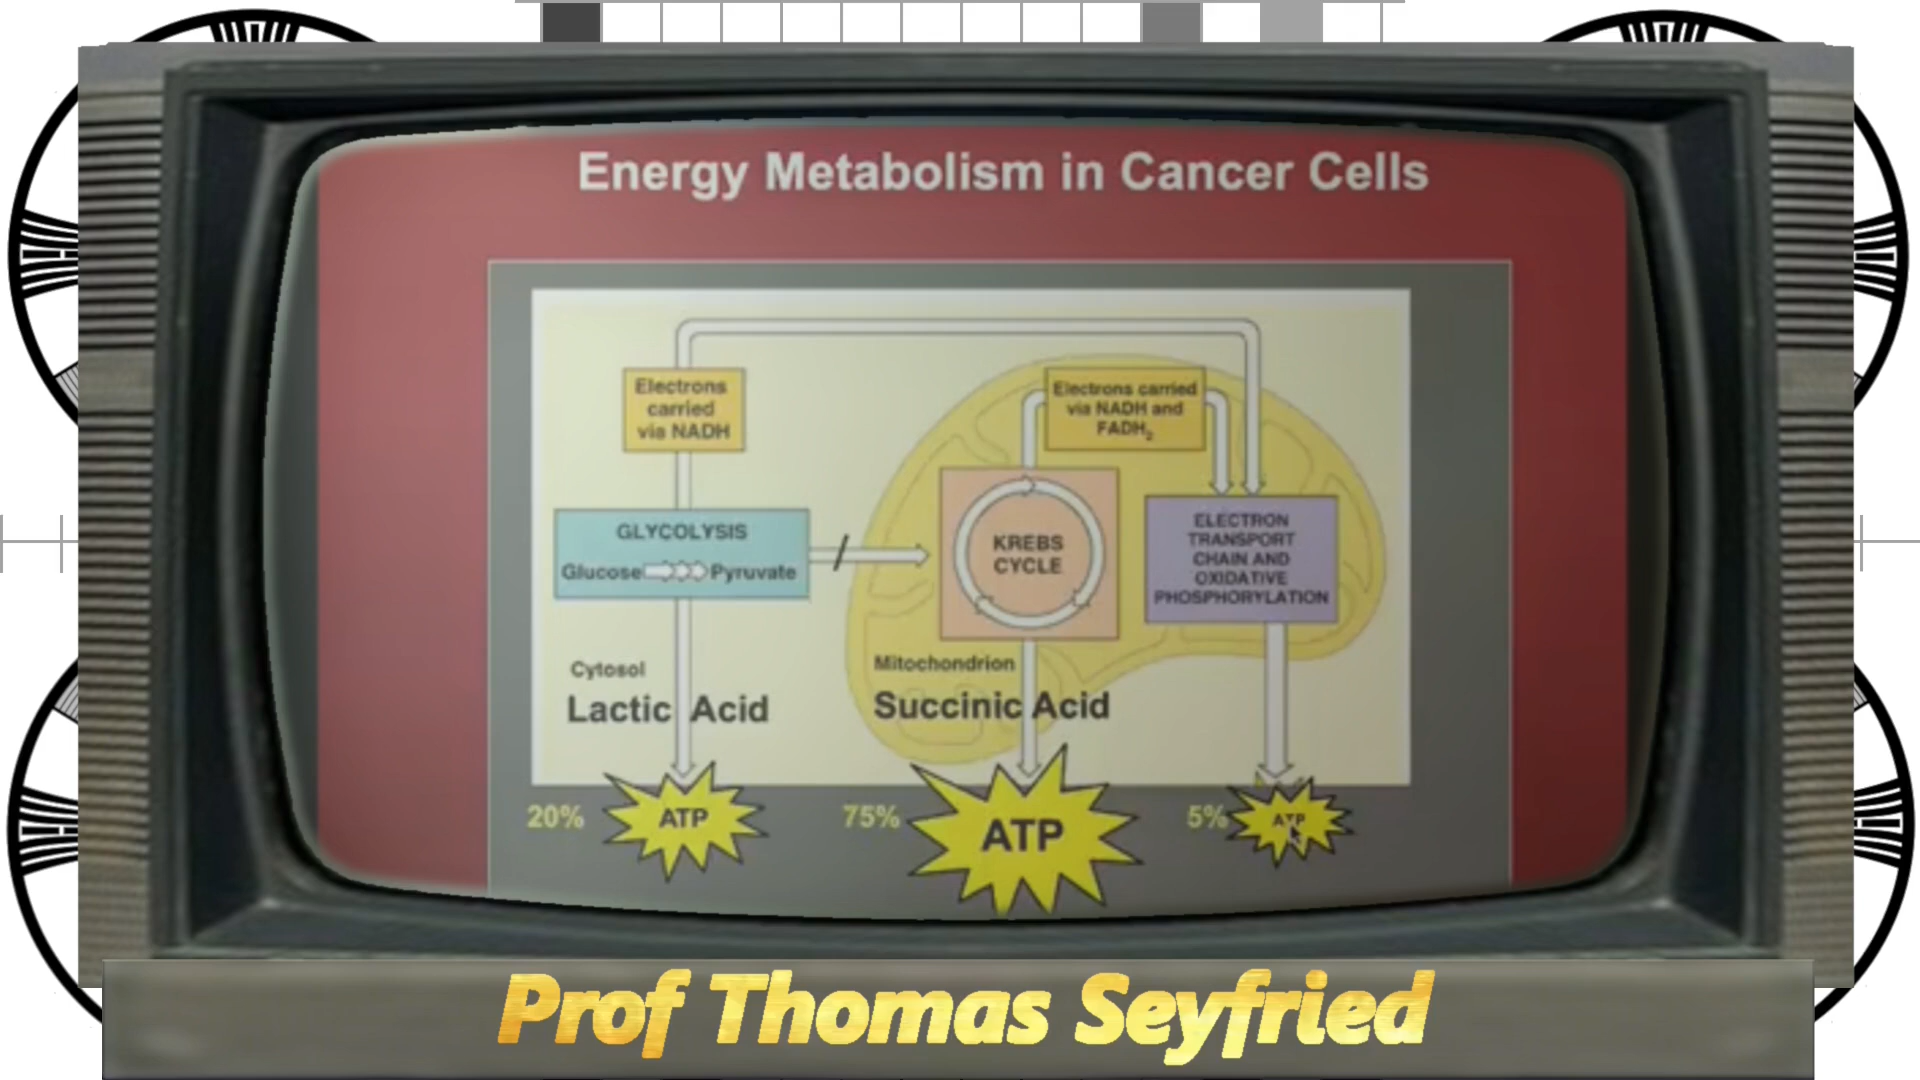 Energy Metabolism in Cancer Cells
Electrons
carried
via NADH
Electrons carried
via NADH and
FADH₂
GLYCOLYSIS
Glucose Pyruvate
KREBS
CYCLE
ELECTRON
TRANSPORT
CHAIN AND
OXIDATIVE
PHOSPHORYLATION
Cytosol
Lactic Acid
Mitochondrion
Succinic Acid
20%
ATP
75%
ATP
5%
ATP
Prof Thomas Seyfried